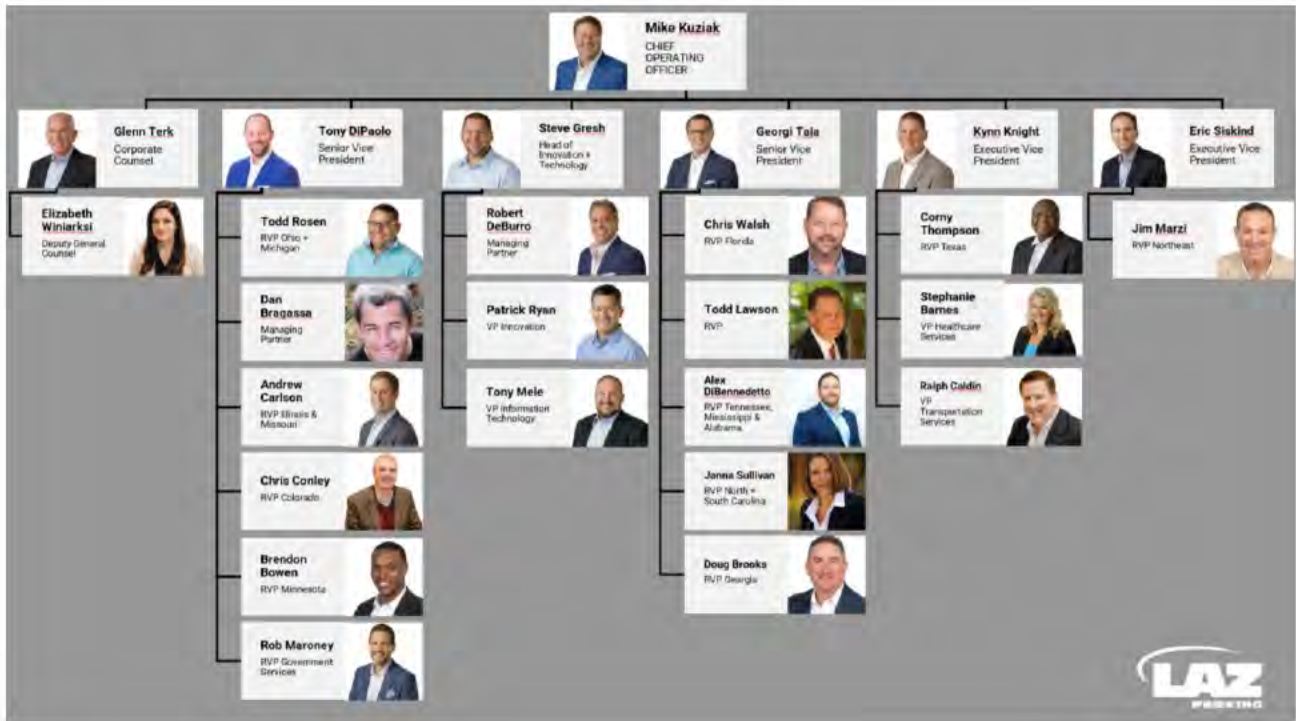 Mike Kuziak
CHIEF
OPERATING
OFFICER
Glenn Terk
Corporate
Counsel
Elizabeth
Winiarksi
Deputy General
Counsel
Tony DiPaolo
Senior Vice
President
Todd Rosen
RVP Ohio +
Michigan
Dan
Bragassa
Managing
Partner
Andrew
Carlson
RVP Illinois &
Missouri
Chris Conley
RVP Colorado
Brendon
Bowen
RVP Minnesota
Rob Maroney
RVP Government
Services
Steve Gresh
Head of
Innovation +
Technology
Robert
DeBurro
Managing
Partner
Patrick Ryan
VP Innovation
Tony Mele
VP Information
Technology
Georgi Tala
Senior Vice
President
Chris Walsh
RVP Florida
Todd Lawson
RVP
Alex
DiBennedetto
RVP Tennessee,
Mississippi &
Alabama
Janna Sullivan
RVP North +
South Carolina
Doug Brooks
RVP Georgia
Kynn Knight
Executive Vice
President
Corny
Thompson
RVP Texas
Stephanie
Barnes
VP Healthcare
Services
Ralph Caldin
VP
Transportation
Services
Eric Siskind
Executive Vice
President
Jim Marzi
RVP Northeast
LAZ
PARKING